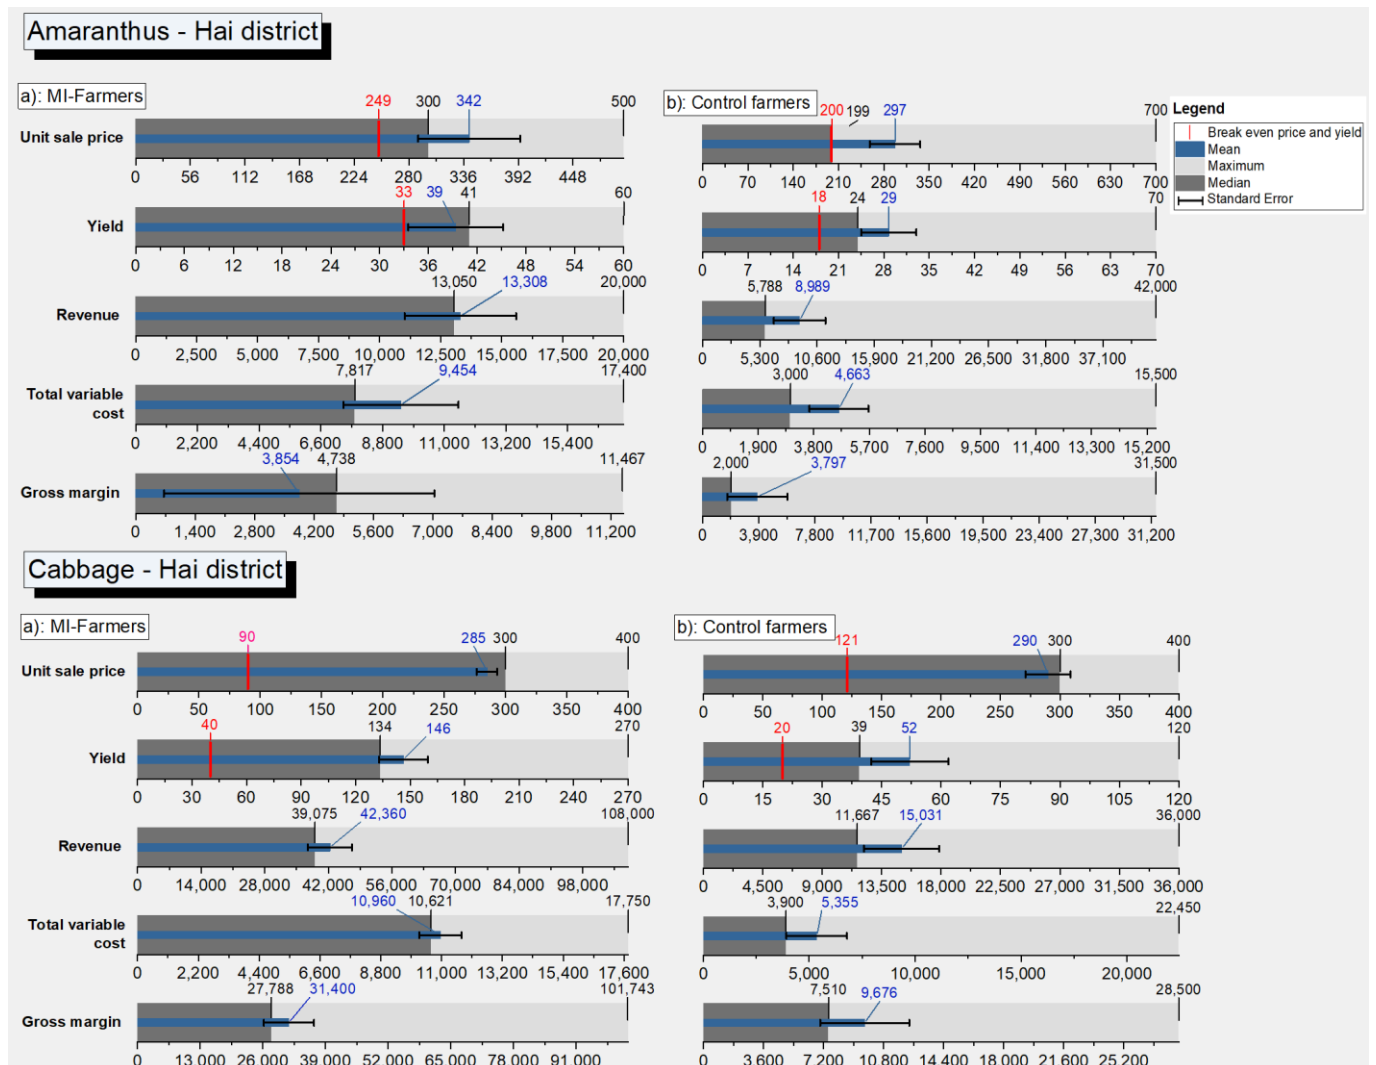 Amaranthus - Hai district
a): MI-Farmers
249 300 342 500
Unit sale price
0 56 112 168 224 280 336 392 448
33 39 41 60
Yield
0 6 12 18 24 30 36 42 48 54 60
13,050 13,308 20,000
Revenue
0 2,500 5,000 7,500 10,000 12,500 15,000 17,500 20,000
7,817 9,454 17,400
Total variable
cost
0 2,200 4,400 6,600 8,800 11,000 13,200 15,400
3,854 4,738 11,467
Gross margin
0 1,400 2,800 4,200 5,600 7,000 8,400 9,800 11,200
b): Control farmers
200 199 297 700
0 70 140 210 280 350 420 490 560 630 700
18 24 29 70
0 7 14 21 28 35 42 49 56 63 70
5,788 8,989 42,000
0 5,300 10,600 15,900 21,200 26,500 31,800 37,100
3,000 4,663 15,500
0 1,900 3,800 5,700 7,600 9,500 11,400 13,300 15,200
2,000 3,797 31,500
0 3,900 7,800 11,700 15,600 19,500 23,400 27,300 31,200
Legend
Break even price and yield
Mean
Maximum
Median
Standard Error
Cabbage - Hai district
a): MI-Farmers
90 285 300 400
Unit sale price
0 50 100 150 200 250 300 350 400
40 134 146 270
Yield
0 30 60 90 120 150 180 210 240 270
39,075 42,360 108,000
Revenue
0 14,000 28,000 42,000 56,000 70,000 84,000 98,000
10,960 10,621 17,750
Total variable
cost
0 2,200 4,400 6,600 8,800 11,000 13,200 15,400 17,600
27,788 31,400 101,743
Gross margin
0 13,000 26,000 39,000 52,000 65,000 78,000 91,000
b): Control farmers
121 290 300 400
0 50 100 150 200 250 300 350 400
20 39 52 120
0 15 30 45 60 75 90 105 120
11,667 15,031 36,000
0 4,500 9,000 13,500 18,000 22,500 27,000 31,500 36,000
3,900 5,355 22,450
0 5,000 10,000 15,000 20,000
7,510 9,676 28,500
0 3,600 7,200 10,800 14,400 18,000 21,600 25,200